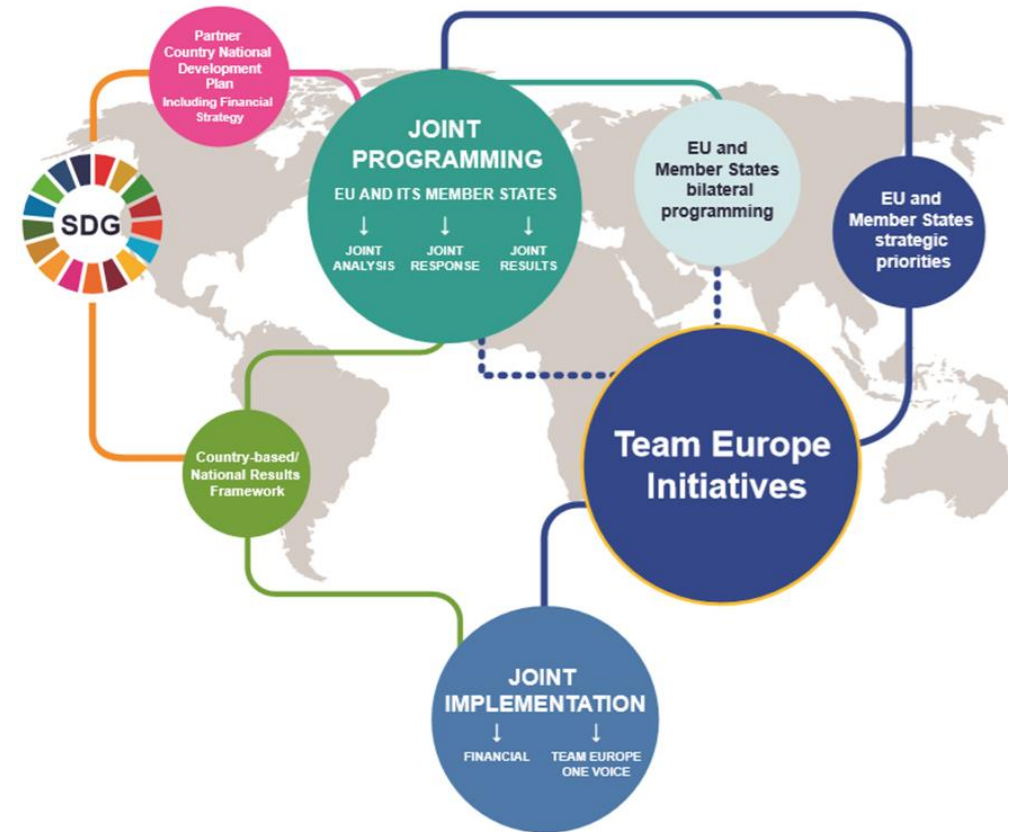 Partner
Country National
Development
Plan
Including Financial
Strategy
SDG
JOINT
PROGRAMMING
EU AND ITS MEMBER STATES
JOINT
ANALYSIS
JOINT
RESPONSE
JOINT
RESULTS
EU and
Member States
bilateral
programming
EU and
Member States
strategic
priorities
Country-based/
National Results
Framework
Team Europe
Initiatives
JOINT
IMPLEMENTATION
FINANCIAL
TEAM EUROPE
ONE VOICE